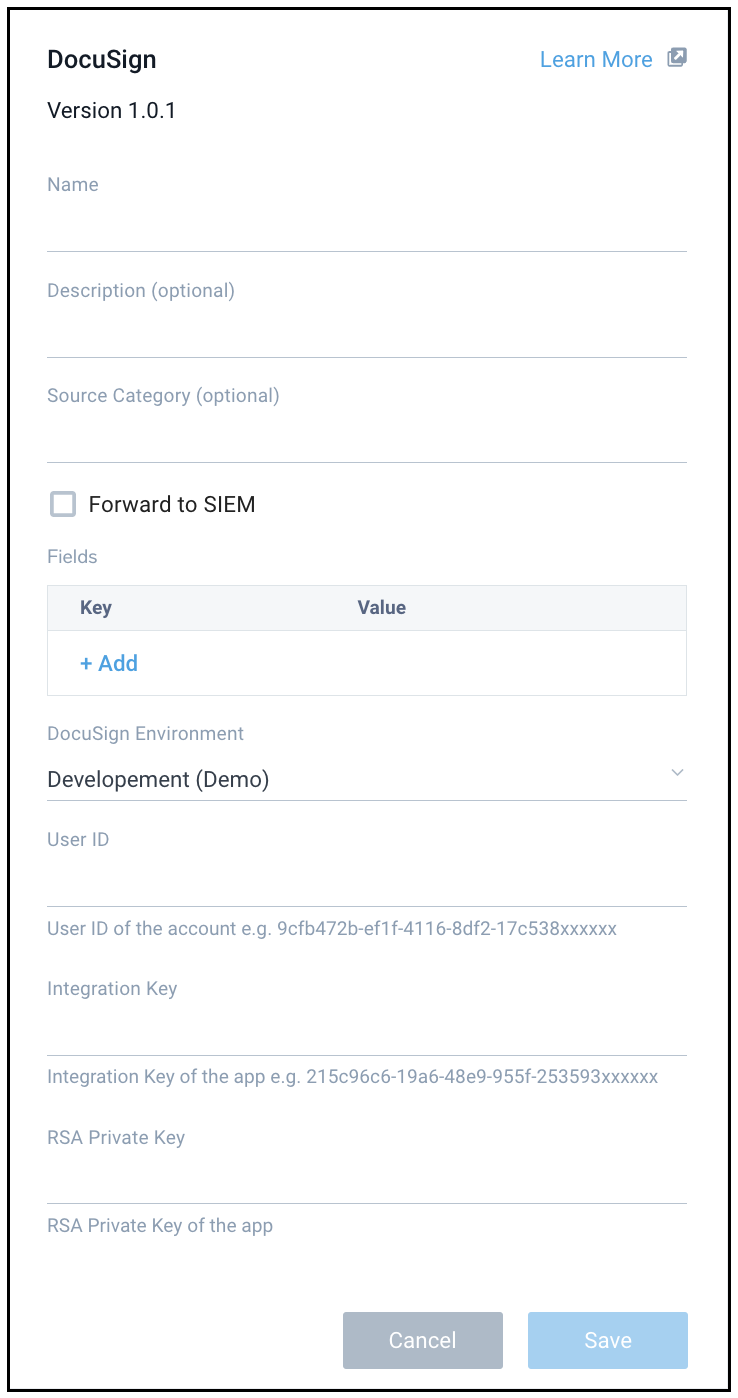 DocuSign
Learn More
Version 1.0.1
Name
Description (optional)
Source Category (optional)
Forward to SIEM
Fields
Key Value
+ Add
DocuSign Environment
Developement (Demo)
User ID
User ID of the account e.g. 9cfb472b-ef1f-4116-8df2-17c538xxxxxx
Integration Key
Integration Key of the app e.g. 215c96c6-19a6-48e9-955f-253593xxxxxx
RSA Private Key
RSA Private Key of the app
Cancel Save